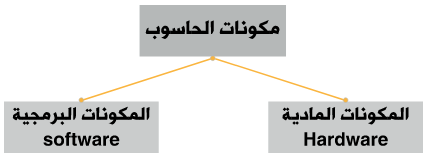 مكونات الحاسوب
المكونات المادية
Hardware
المكونات البرمجية
software